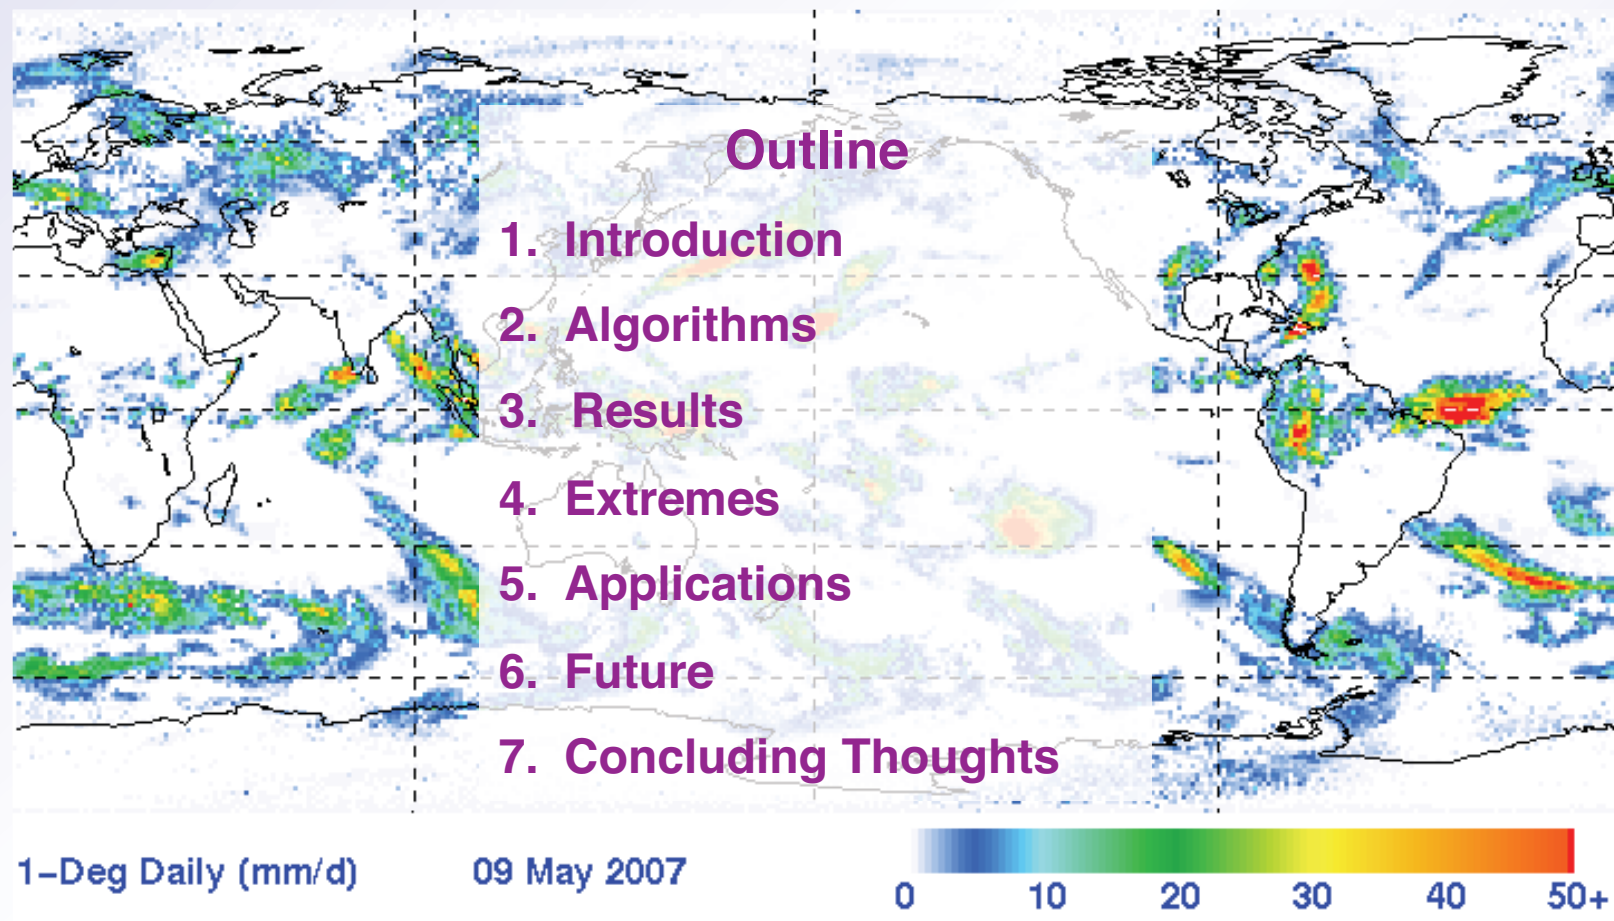 Outline
1. Introduction
2. Algorithms
3. Results
4. Extremes
5. Applications
6. Future
7. Concluding Thoughts
1-Deg Daily (mm/d) 09 May 2007
0 10 20 30 40 50+